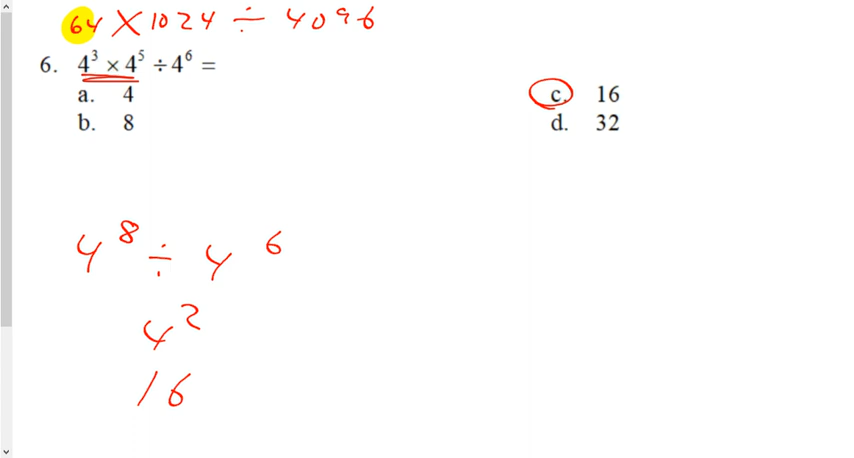 64 × 1024 ÷ 4096
6. 4³ × 4⁵ ÷ 4⁶ =
a. 4
b. 8
c. 16
d. 32
4⁸ ÷ 4⁶
4²
16